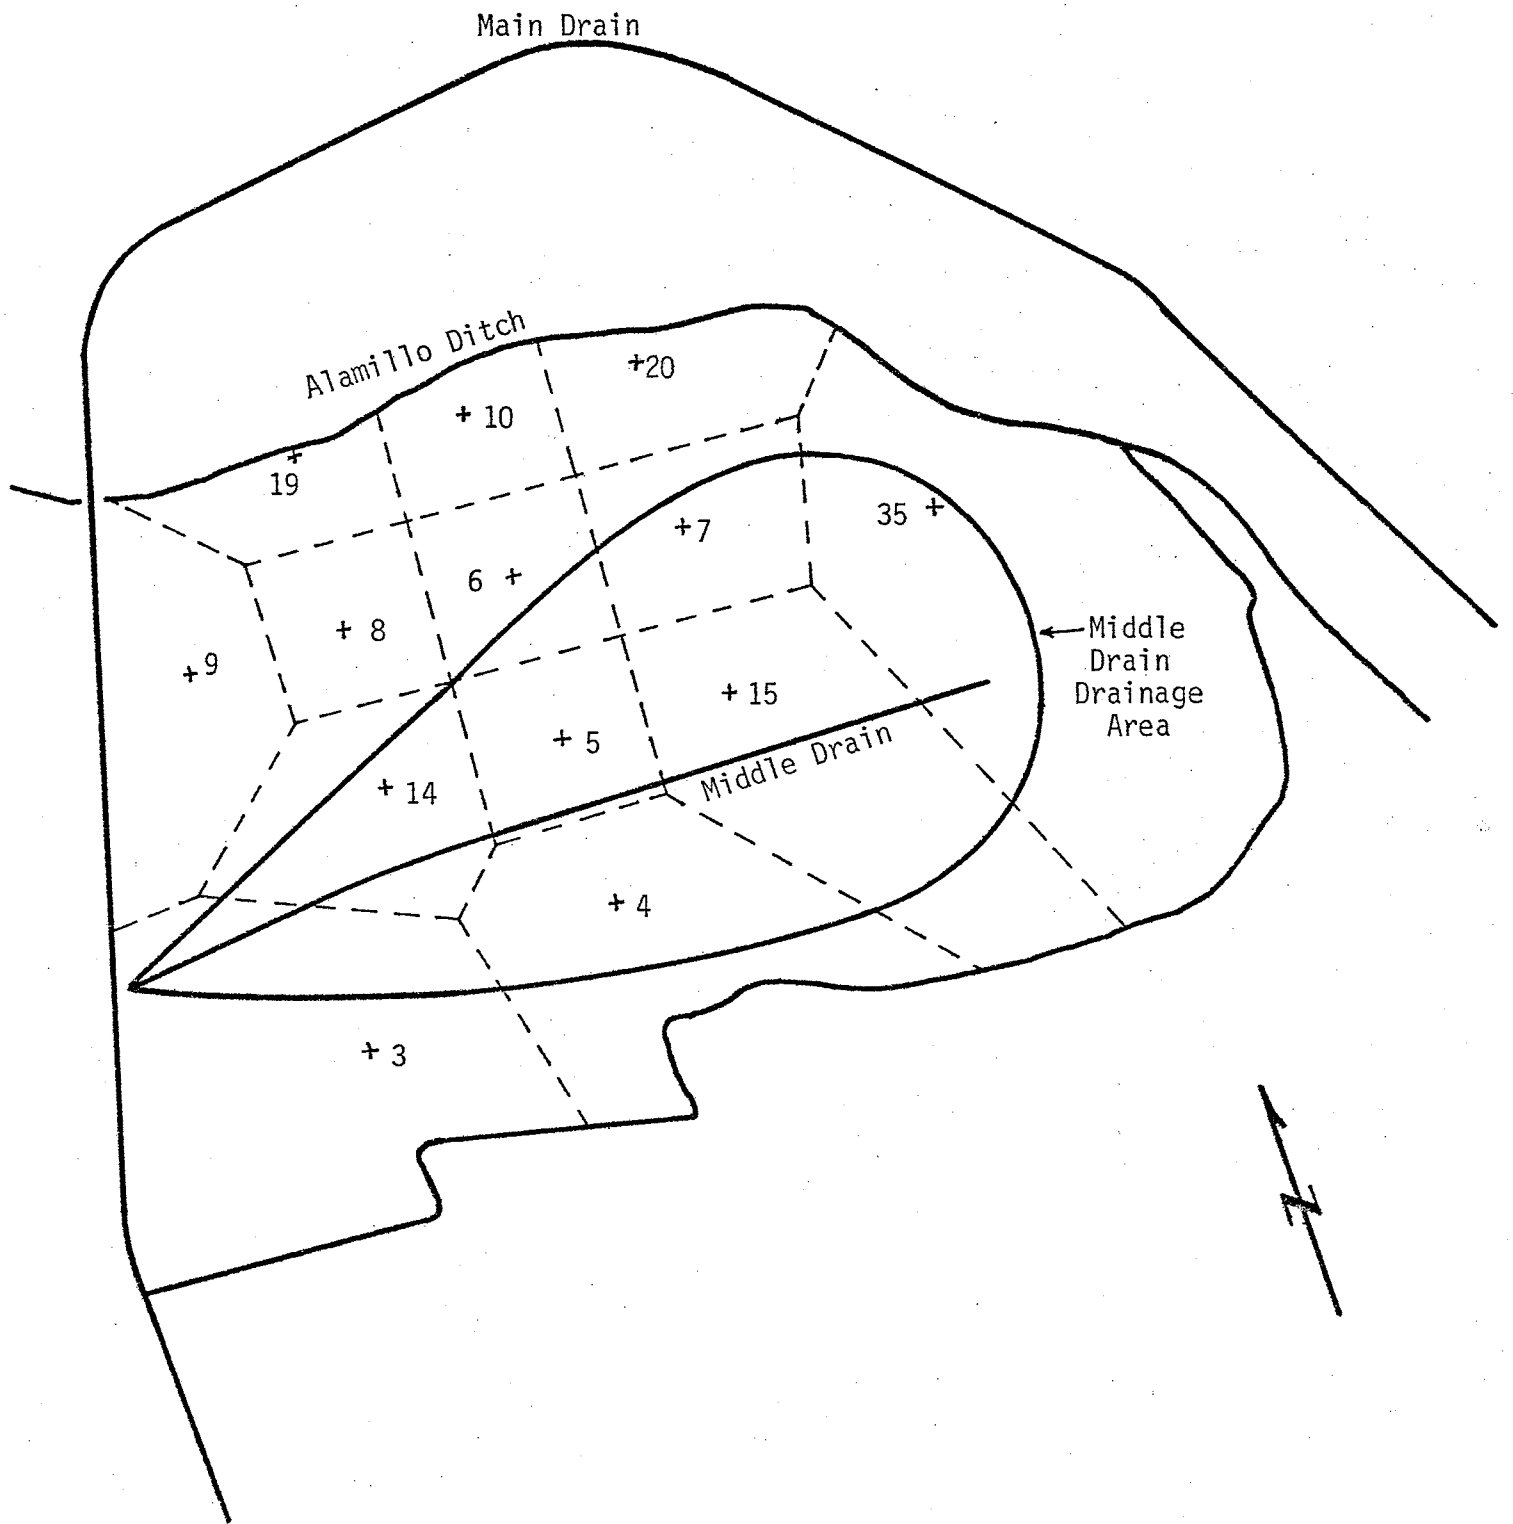 Main Drain
Alamillo Ditch
+20
+ 10
+
19
35 +
+7
6 +
+ 8
+9
Middle
Drain
Drainage
Area
+ 15
+ 5
Middle Drain
+ 14
+ 4
+ 3
N